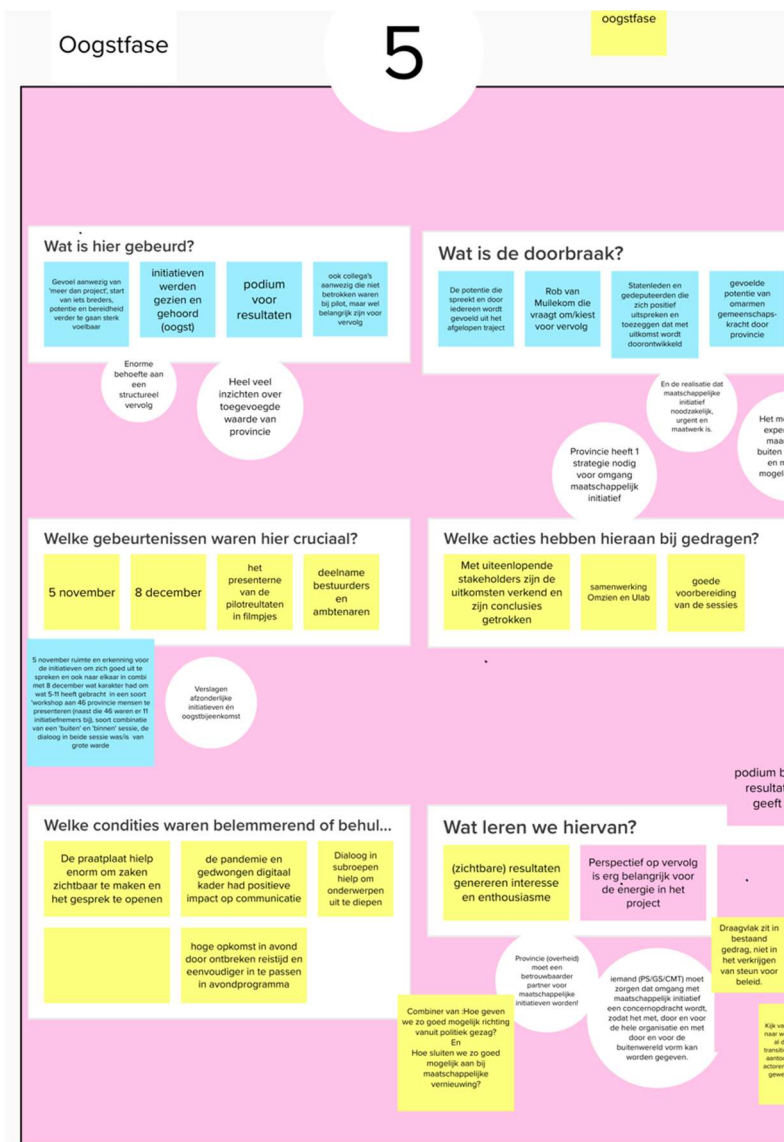 Oogstfase
5
oogstfase
Wat is hier gebeurd?
Gevoel aanwezig van
'meer dan project', start
van iets breders,
potentie en bereidheid
verder te gaan sterk
voelbaar
initiatieven
werden
gezien en
gehoord
(oogst)
podium
voor
resultaten
ook collega's
aanwezig die niet
betrokken waren
bij pilot, maar wel
belangrijk zijn voor
vervolg
Enorme
behoefte aan
een
structureel
vervolg
Heel veel
inzichten over
toegevoegde
waarde van
provincie
Wat is de doorbraak?
De potentie die
spreekt en door
iedereen wordt
gevoeld uit het
afgelopen traject
Rob van
Muilekom die
vraagt om/kiest
voor vervolg
Statenleden en
gedeputeerden die
zich positief
uitspreken en
toezeggen dat met
uitkomst wordt
doorontwikkeld
gevoelde
potentie van
omarmen
gemeenschaps-
kracht door
provincie
En de realisatie dat
maatschappelijke
initiatief
noodzakelijk,
urgent en
maatwerk is.
Provincie heeft 1
strategie nodig
voor omgang
maatschappelijk
initiatief
Het
buiten
en
Welke gebeurtenissen waren hier cruciaal?
5 november
8 december
het
presenterne
van de
pilotreultaten
in filmpjes
deelname
bestuurders
en
ambtenaren
5 november ruimte en erkenning voor
de initiatieven om zich goed uit te
spreken en ook naar elkaar in combi
met 8 december wat karakter had om
wat 5-11 heeft gebracht in een soort
'workshop aan 46 provincie mensen te
presenteren (naast die 46 waren er 11
initiatiefnemers bij), soort combinatie
van een 'buiten' en 'binnen' sessie, de
dialoog in beide sessie was/is van
grote warde
Verslagen
afzonderlijke
initiatieven én
oogstbijeenkomst
Welke acties hebben hieraan bij gedragen?
Met uiteenlopende
stakeholders zijn de
uitkomsten verkend en
zijn conclusies
getrokken
samenwerking
Omzien en Ulab
goede
voorbereiding
van de sessies
podium
geeft
Welke condities waren belemmerend of behul...
De praatplaat hielp
enorm om zaken
zichtbaar te maken en
het gesprek te openen
de pandemie en
gedwongen digitaal
kader had positieve
impact op communicatie
Dialoog in
subroepen
hielp om
onderwerpen
uit te diepen
hoge opkomst in avond
door ontbreken reistijd en
eenvoudiger in te passen
in avondprogramma
Wat leren we hiervan?
(zichtbare) resultaten
genereren interesse
en enthousiasme
Perspectief op vervolg
is erg belangrijk voor
de energie in het
project
Draagvlak zit in
bestaand
gedrag, niet in
het verkrijgen
van steun voor
beleid.
Provincie (overheid)
moet een
betrouwbaarder
partner voor
maatschappelijke
initiatieven worden!
iemand (PS/GS/CMT) moet
zorgen dat omgang met
maatschappelijk initiatief
een concernopdracht wordt,
zodat het met, door en voor
de hele organisatie en met
door en voor de
buitenwereld vorm kan
worden gegeven.
Combiner van :Hoe geven
we zo goed mogelijk richting
vanuit politiek gezag?
En
Hoe sluiten we zo goed
mogelijk aan bij
maatschappelijke
vernieuwing?
Kijk
naar
al